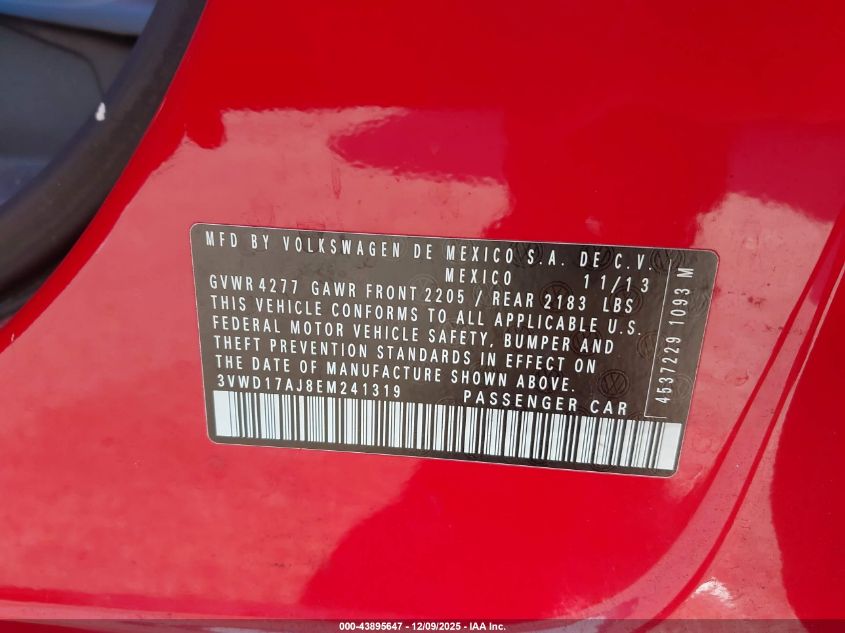 MFD BY VOLKSWAGEN DE MEXICO S.A. DE C.V.
MEXICO 11/13
GVWR 4277 GAWR FRONT 2205 / REAR 2183 LBS
THIS VEHICLE CONFORMS TO ALL APPLICABLE U.S.
FEDERAL MOTOR VEHICLE SAFETY, BUMPER AND
THEFT PREVENTION STANDARDS IN EFFECT ON
THE DATE OF MANUFACTURE SHOWN ABOVE.
3VWD17AJ8EM241319 PASSENGER CAR
4537229 1093 M
000-43895647 - 12/09/2025 - IAA Inc.